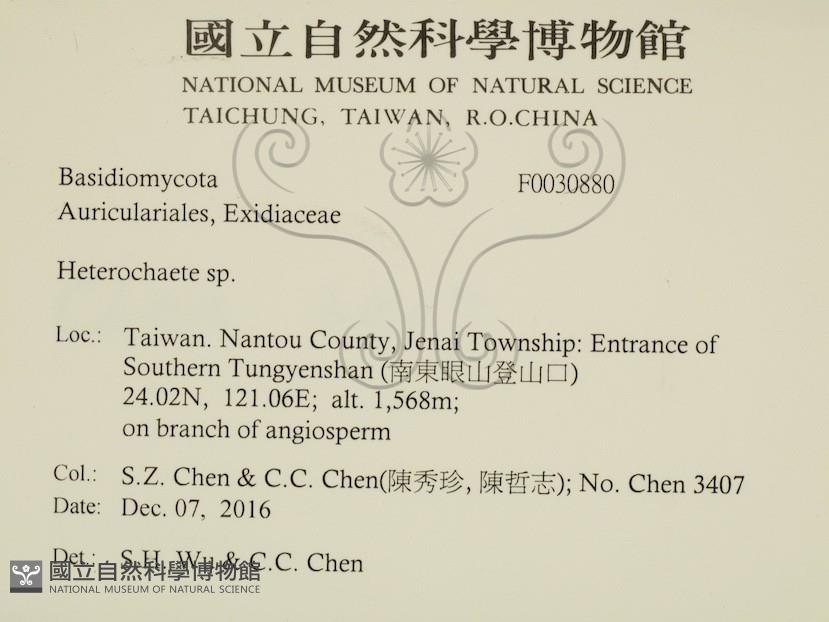 國立自然科學博物館
NATIONAL MUSEUM OF NATURAL SCIENCE
TAICHUNG, TAIWAN, R.O.CHINA
Basidiomycota F0030880
Auriculariales, Exidiaceae
Heterochaete sp.
Loc.: Taiwan. Nantou County, Jenai Township: Entrance of
Southern Tungyenshan (南東眼山登山口)
24.02N, 121.06E; alt. 1,568m;
on branch of angiosperm
Col.: S.Z. Chen & C.C. Chen(陳秀珍, 陳哲志); No. Chen 3407
Date: Dec. 07, 2016
Det.: S.H. Wu & C.C. Chen
國立自然科學博物館
NATIONAL MUSEUM OF NATURAL SCIENCE